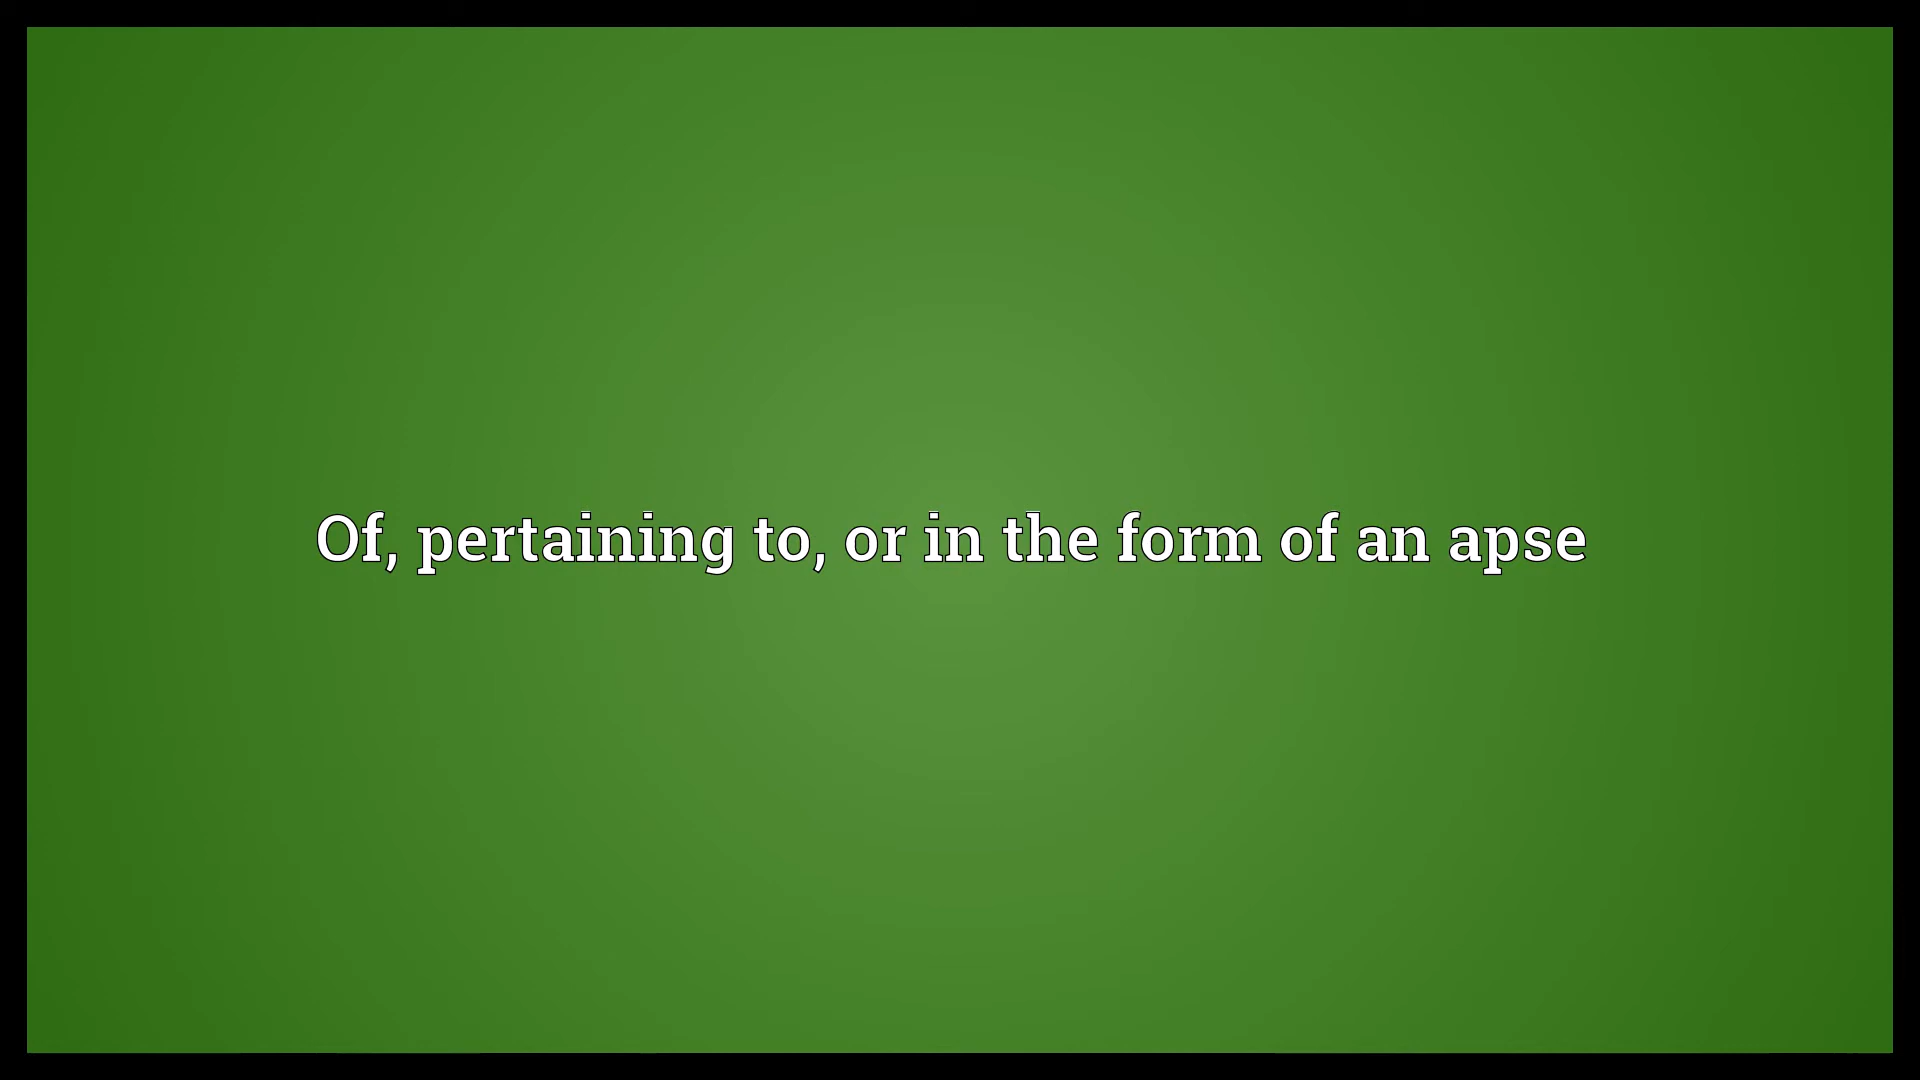 Of, pertaining to, or in the form of an apse